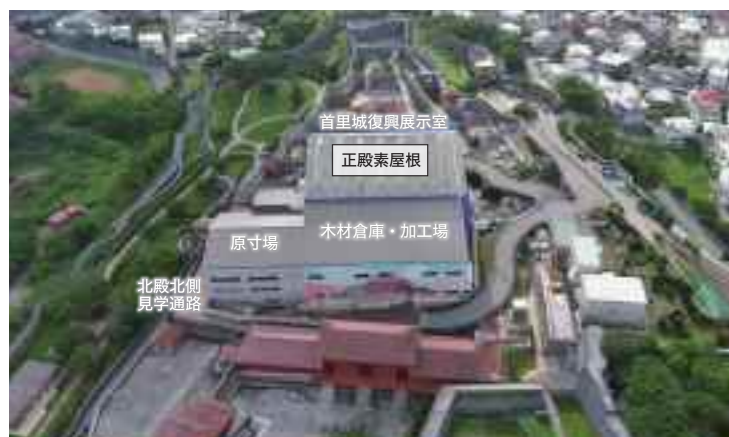 首里城復興展示室
正殿素屋根
木材倉庫・加工場
原寸場
北殿北側
見学通路